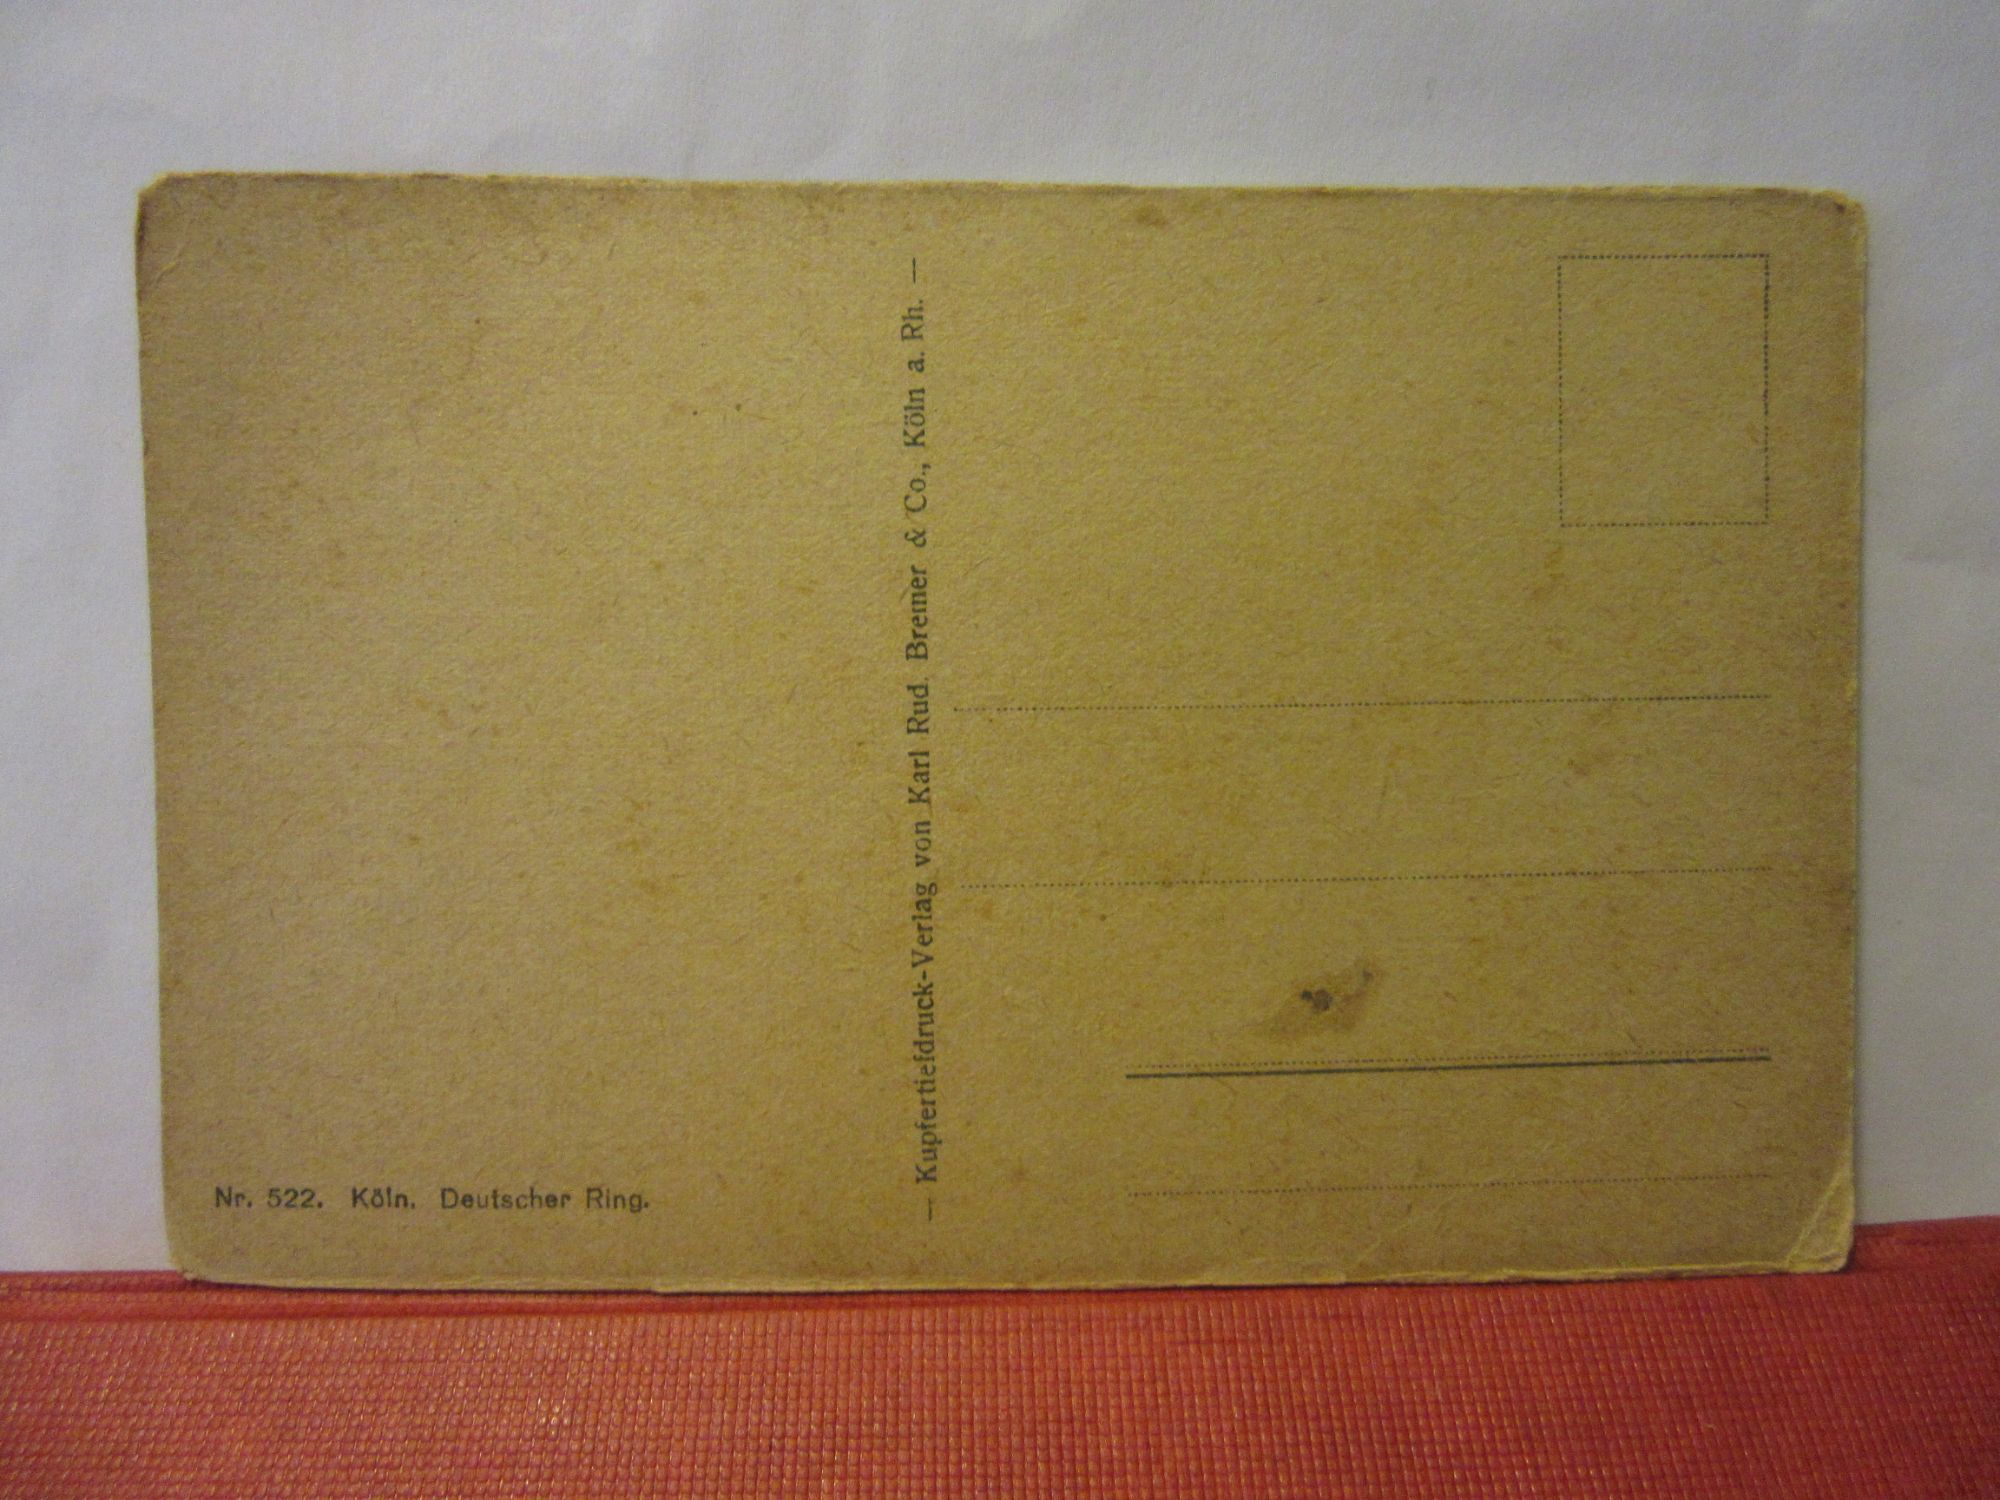 Nr. 522. Köln. Deutscher Ring.
— Kupfertiefdruck-Verlag von Karl Rud. Bremer & Co., Köln a. Rh. —